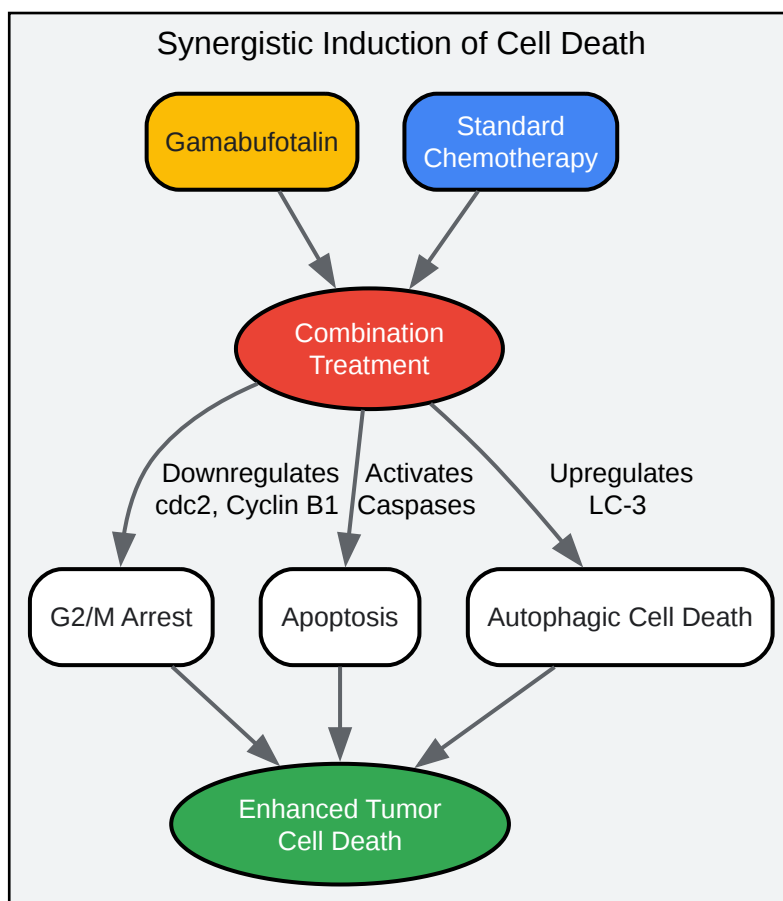 Synergistic Induction of Cell Death
Gamabufotalin
Standard
Chemotherapy
Combination
Treatment
Downregulates
cdc2, Cyclin B1
Activates
Caspases
Upregulates
LC-3
G2/M Arrest
Apoptosis
Autophagic Cell Death
Enhanced Tumor
Cell Death